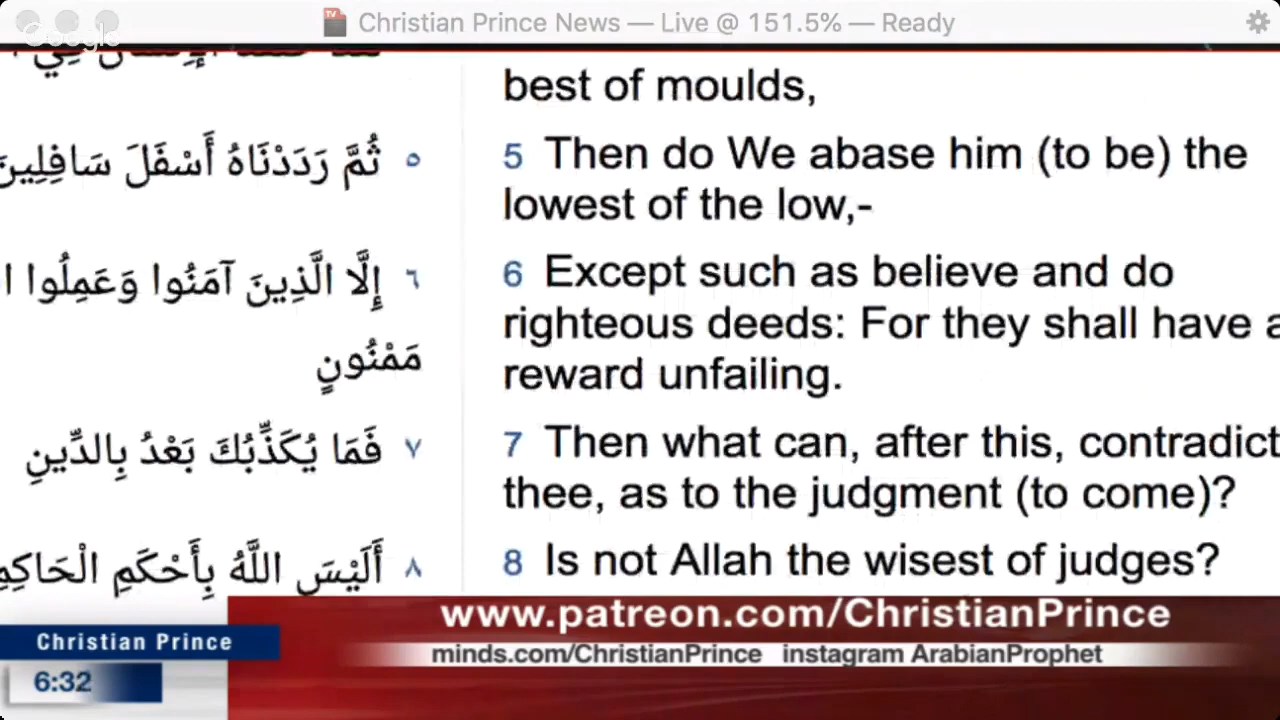 Christian Prince News — Live @ 151.5% — Ready
Google
best of moulds,
٥ ثُمَّ رَدَدْنَاهُ أَسْفَلَ سَافِلِينَ
5 Then do We abase him (to be) the
lowest of the low,-
٦ إِلَّا الَّذِينَ آمَنُوا وَعَمِلُوا
مَمْنُونٍ
6 Except such as believe and do
righteous deeds: For they shall have a
reward unfailing.
٧ فَمَا يُكَذِّبُكَ بَعْدُ بِالدِّينِ
7 Then what can, after this, contradict
thee, as to the judgment (to come)?
٨ أَلَيْسَ اللَّهُ بِأَحْكَمِ
8 Is not Allah the wisest of judges?
www.patreon.com/ChristianPrince
Christian Prince
minds.com/ChristianPrince instagram ArabianProphet
6:32